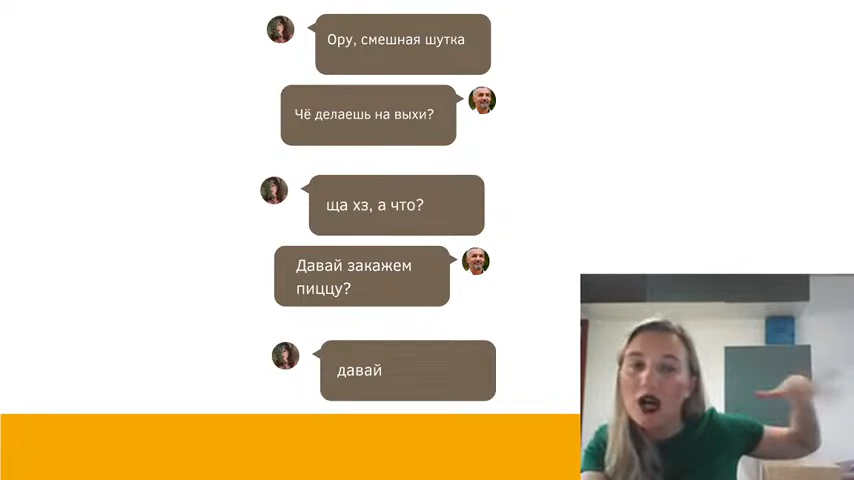 Ору, смешная шутка
Чё делаешь на выхи?
ща хз, а что?
Давай закажем
пиццу?
давай